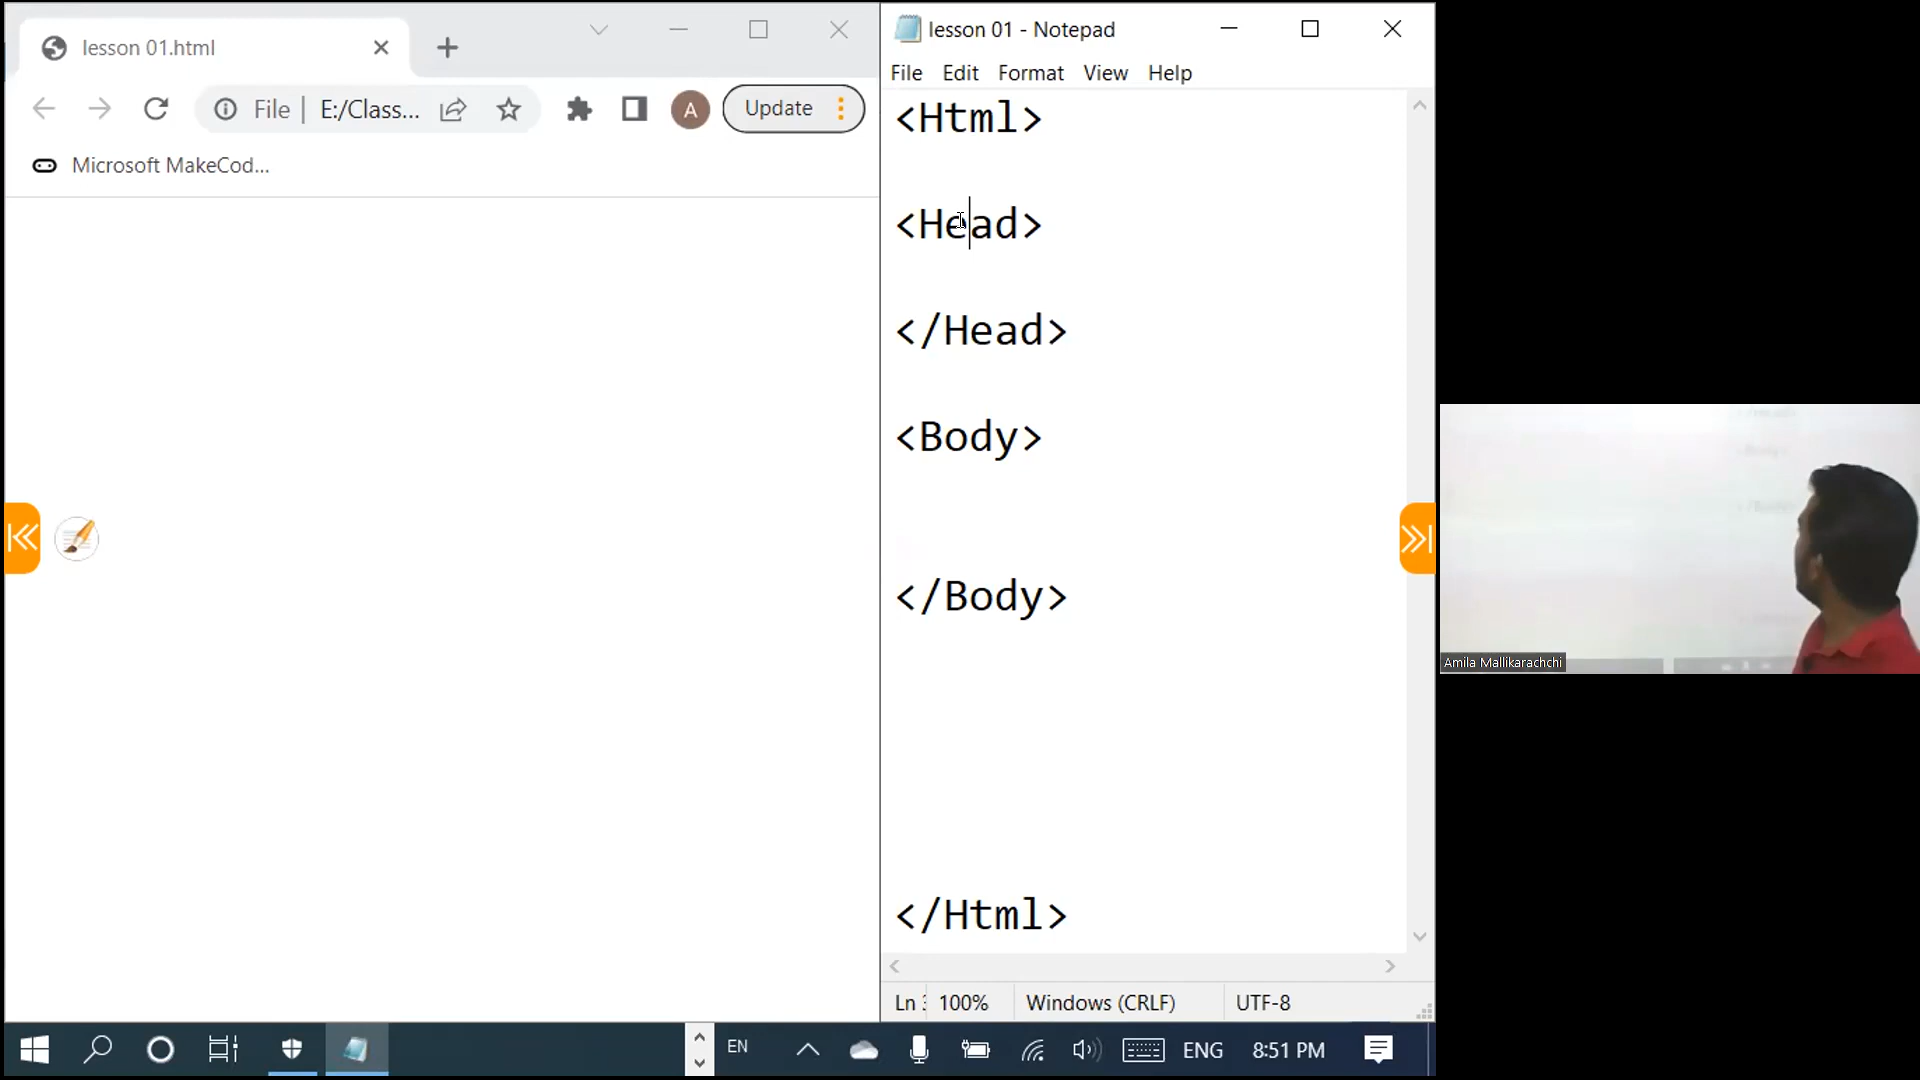 lesson 01.html
File
E:/Class...
A
Update
Microsoft MakeCod...
lesson 01 - Notepad
File Edit Format View Help
<Html>
<Head>
</Head>
<Body>
</Body>
</Html>
Ln
100%
Windows (CRLF)
UTF-8
Amila Mallikarachchi
EN
ENG
8:51 PM